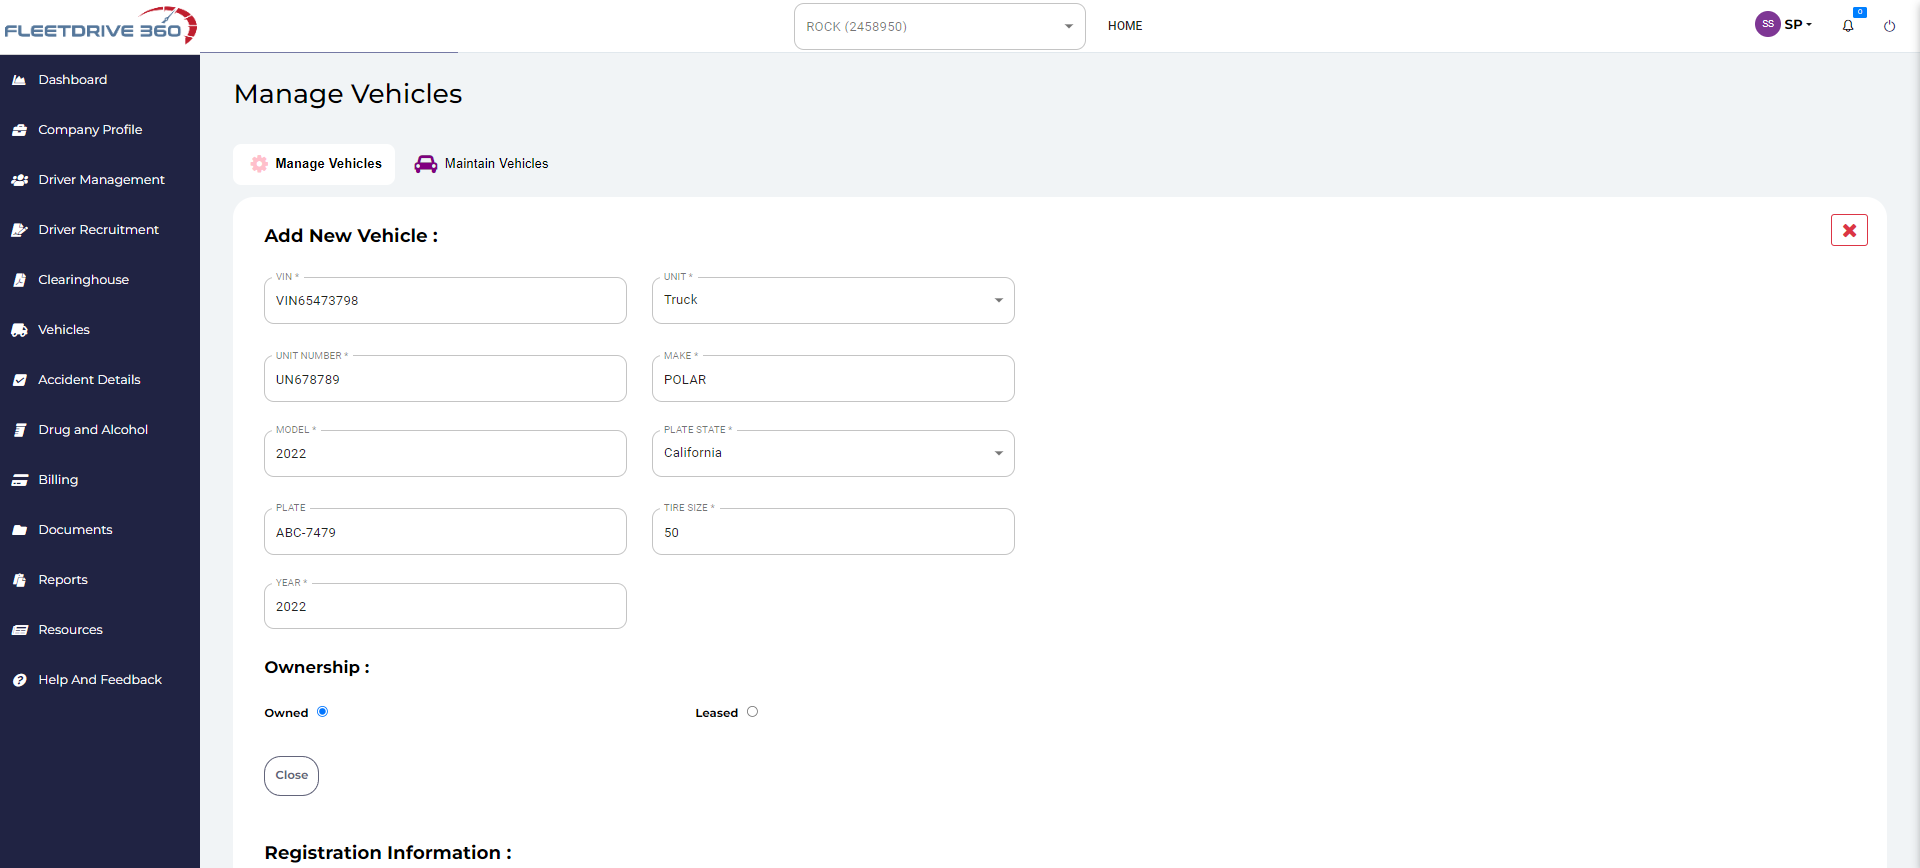 FLEETDRIVE 360
ROCK (2458950)
HOME
SS SP
0
Dashboard
Company Profile
Driver Management
Driver Recruitment
Clearinghouse
Vehicles
Accident Details
Drug and Alcohol
Billing
Documents
Reports
Resources
Help And Feedback
Manage Vehicles
Manage Vehicles
Maintain Vehicles
Add New Vehicle :
VIN *
VIN65473798
UNIT *
Truck
UNIT NUMBER *
UN678789
MAKE *
POLAR
MODEL *
2022
PLATE STATE *
California
PLATE
ABC-7479
TIRE SIZE *
50
YEAR *
2022
Ownership :
Owned
Leased
Close
Registration Information :